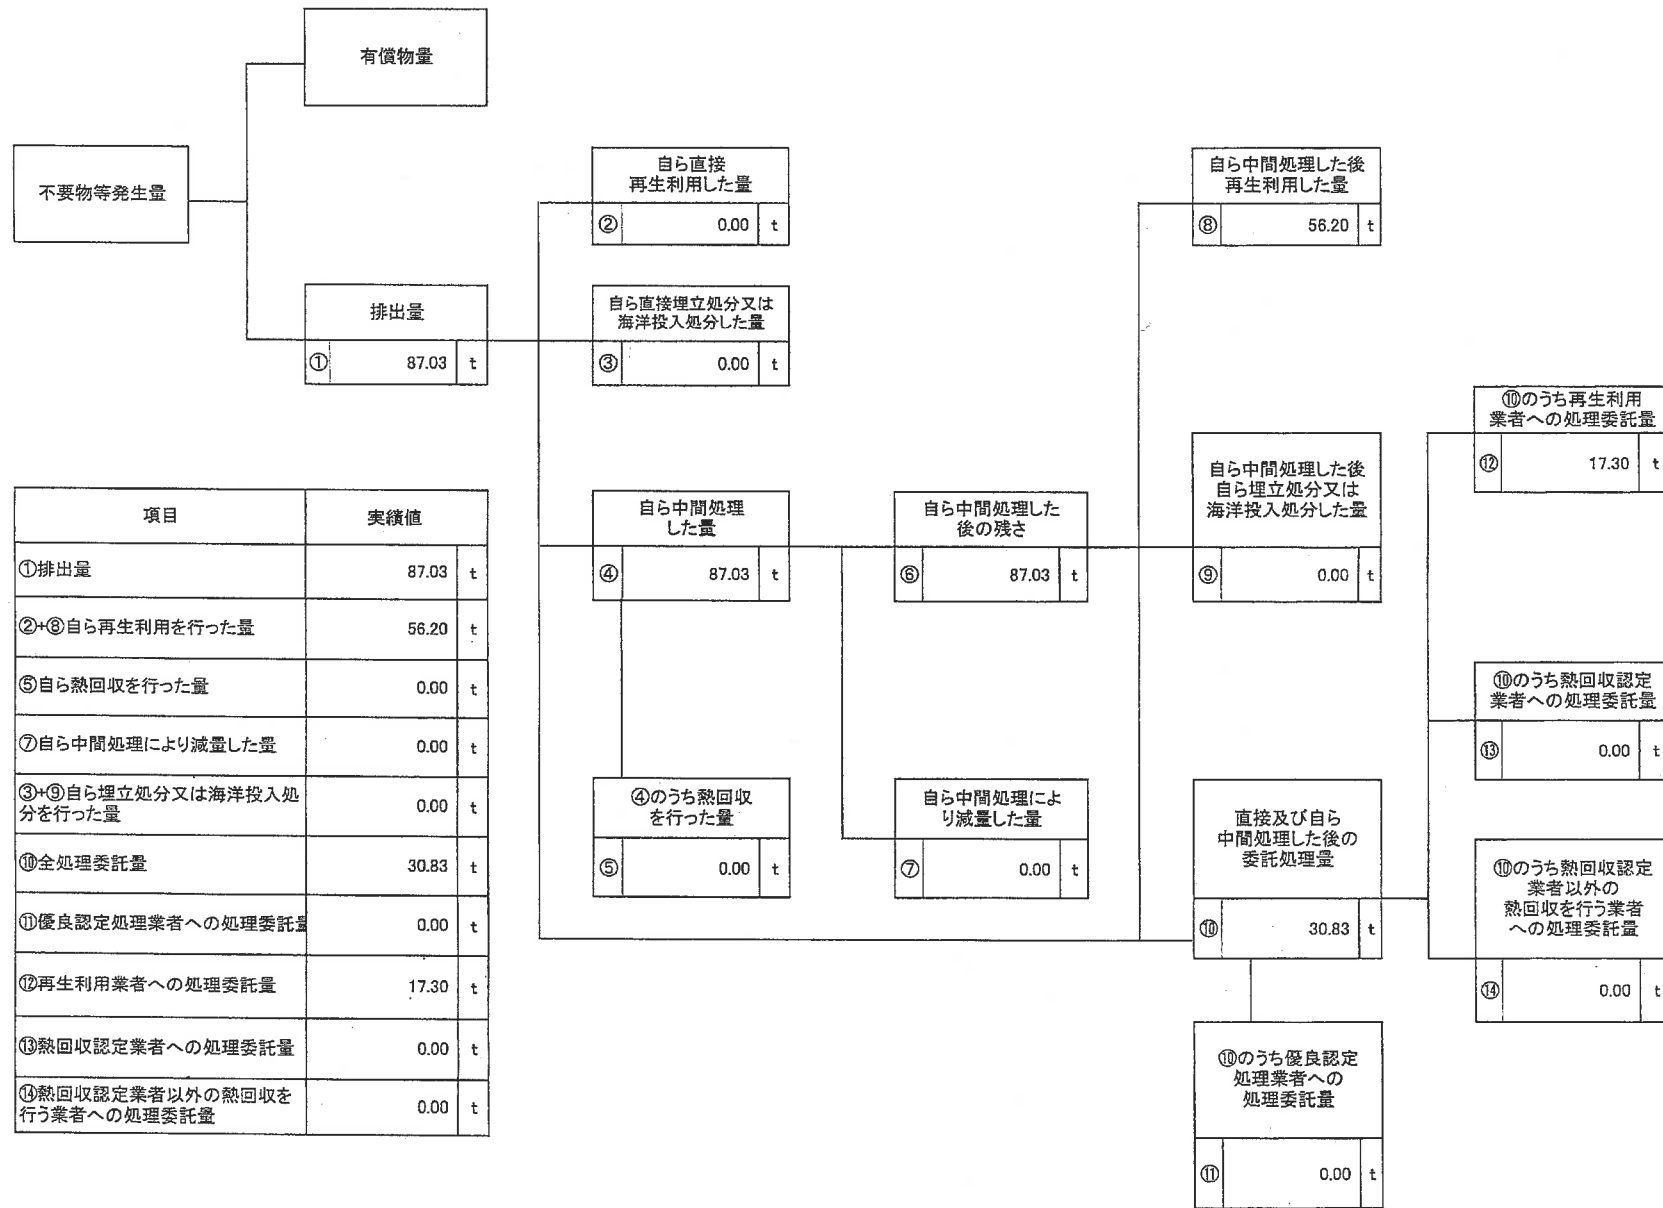 有償物量
不要物等発生量
自ら直接
再生利用した量
② 0.00 t
自ら中間処理した後
再生利用した量
⑧ 56.20 t
排出量
① 87.03 t
自ら直接埋立処分又は
海洋投入処分した量
③ 0.00 t
⑩のうち再生利用
業者への処理委託量
⑫ 17.30 t
自ら中間処理
した量
④ 87.03 t
自ら中間処理した
後の残さ
⑥ 87.03 t
自ら中間処理した後
自ら埋立処分又は
海洋投入処分した量
⑨ 0.00 t
⑩のうち熱回収認定
業者への処理委託量
⑬ 0.00 t
④のうち熱回収
を行った量
⑤ 0.00 t
自ら中間処理によ
り減量した量
⑦ 0.00 t
直接及び自ら
中間処理した後の
委託処理量
⑩ 30.83 t
⑩のうち熱回収認定
業者以外の
熱回収を行う業者
への処理委託量
⑭ 0.00 t
⑩のうち優良認定
処理業者への
処理委託量
⑪ 0.00 t
項目 実績値
①排出量 87.03 t
②+⑧自ら再生利用を行った量 56.20 t
⑤自ら熱回収を行った量 0.00 t
⑦自ら中間処理により減量した量 0.00 t
③+⑨自ら埋立処分又は海洋投入処
分を行った量 0.00 t
⑩全処理委託量 30.83 t
⑪優良認定処理業者への処理委託量 0.00 t
⑫再生利用業者への処理委託量 17.30 t
⑬熱回収認定業者への処理委託量 0.00 t
⑭熱回収認定業者以外の熱回収を
行う業者への処理委託量 0.00 t